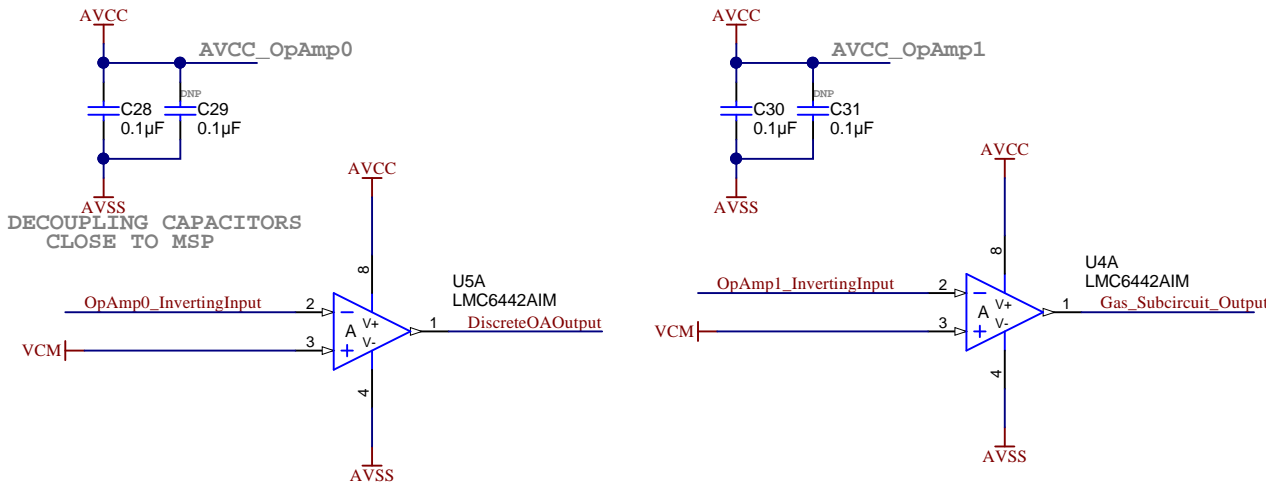 AVCC
AVCC_OpAmp0
DNP
C28
0.1µF
C29
0.1µF
AVSS
DECOUPLING CAPACITORS
CLOSE TO MSP
AVCC
8
U5A
LMC6442AIM
OpAmp0_InvertingInput
2
A
V+
V-
1
DiscreteOAOutput
VCM
3
4
AVSS
AVCC
AVCC_OpAmp1
DNP
C30
0.1µF
C31
0.1µF
AVSS
AVCC
8
U4A
LMC6442AIM
OpAmp1_InvertingInput
2
A
V+
V-
1
Gas_Subcircuit_Output
VCM
3
4
AVSS